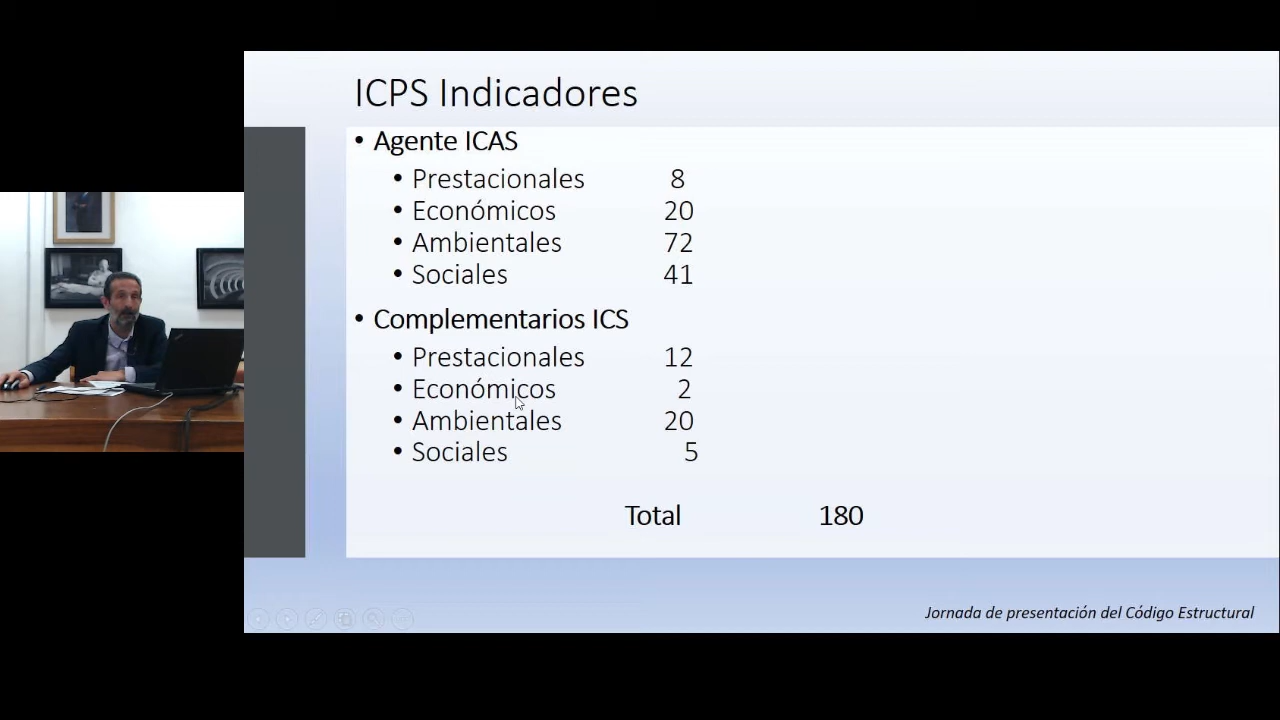 ICPS Indicadores
• Agente ICAS
• Prestacionales 8
• Económicos 20
• Ambientales 72
• Sociales 41
• Complementarios ICS
• Prestacionales 12
• Económicos 2
• Ambientales 20
• Sociales 5
Total 180
Jornada de presentación del Código Estructural